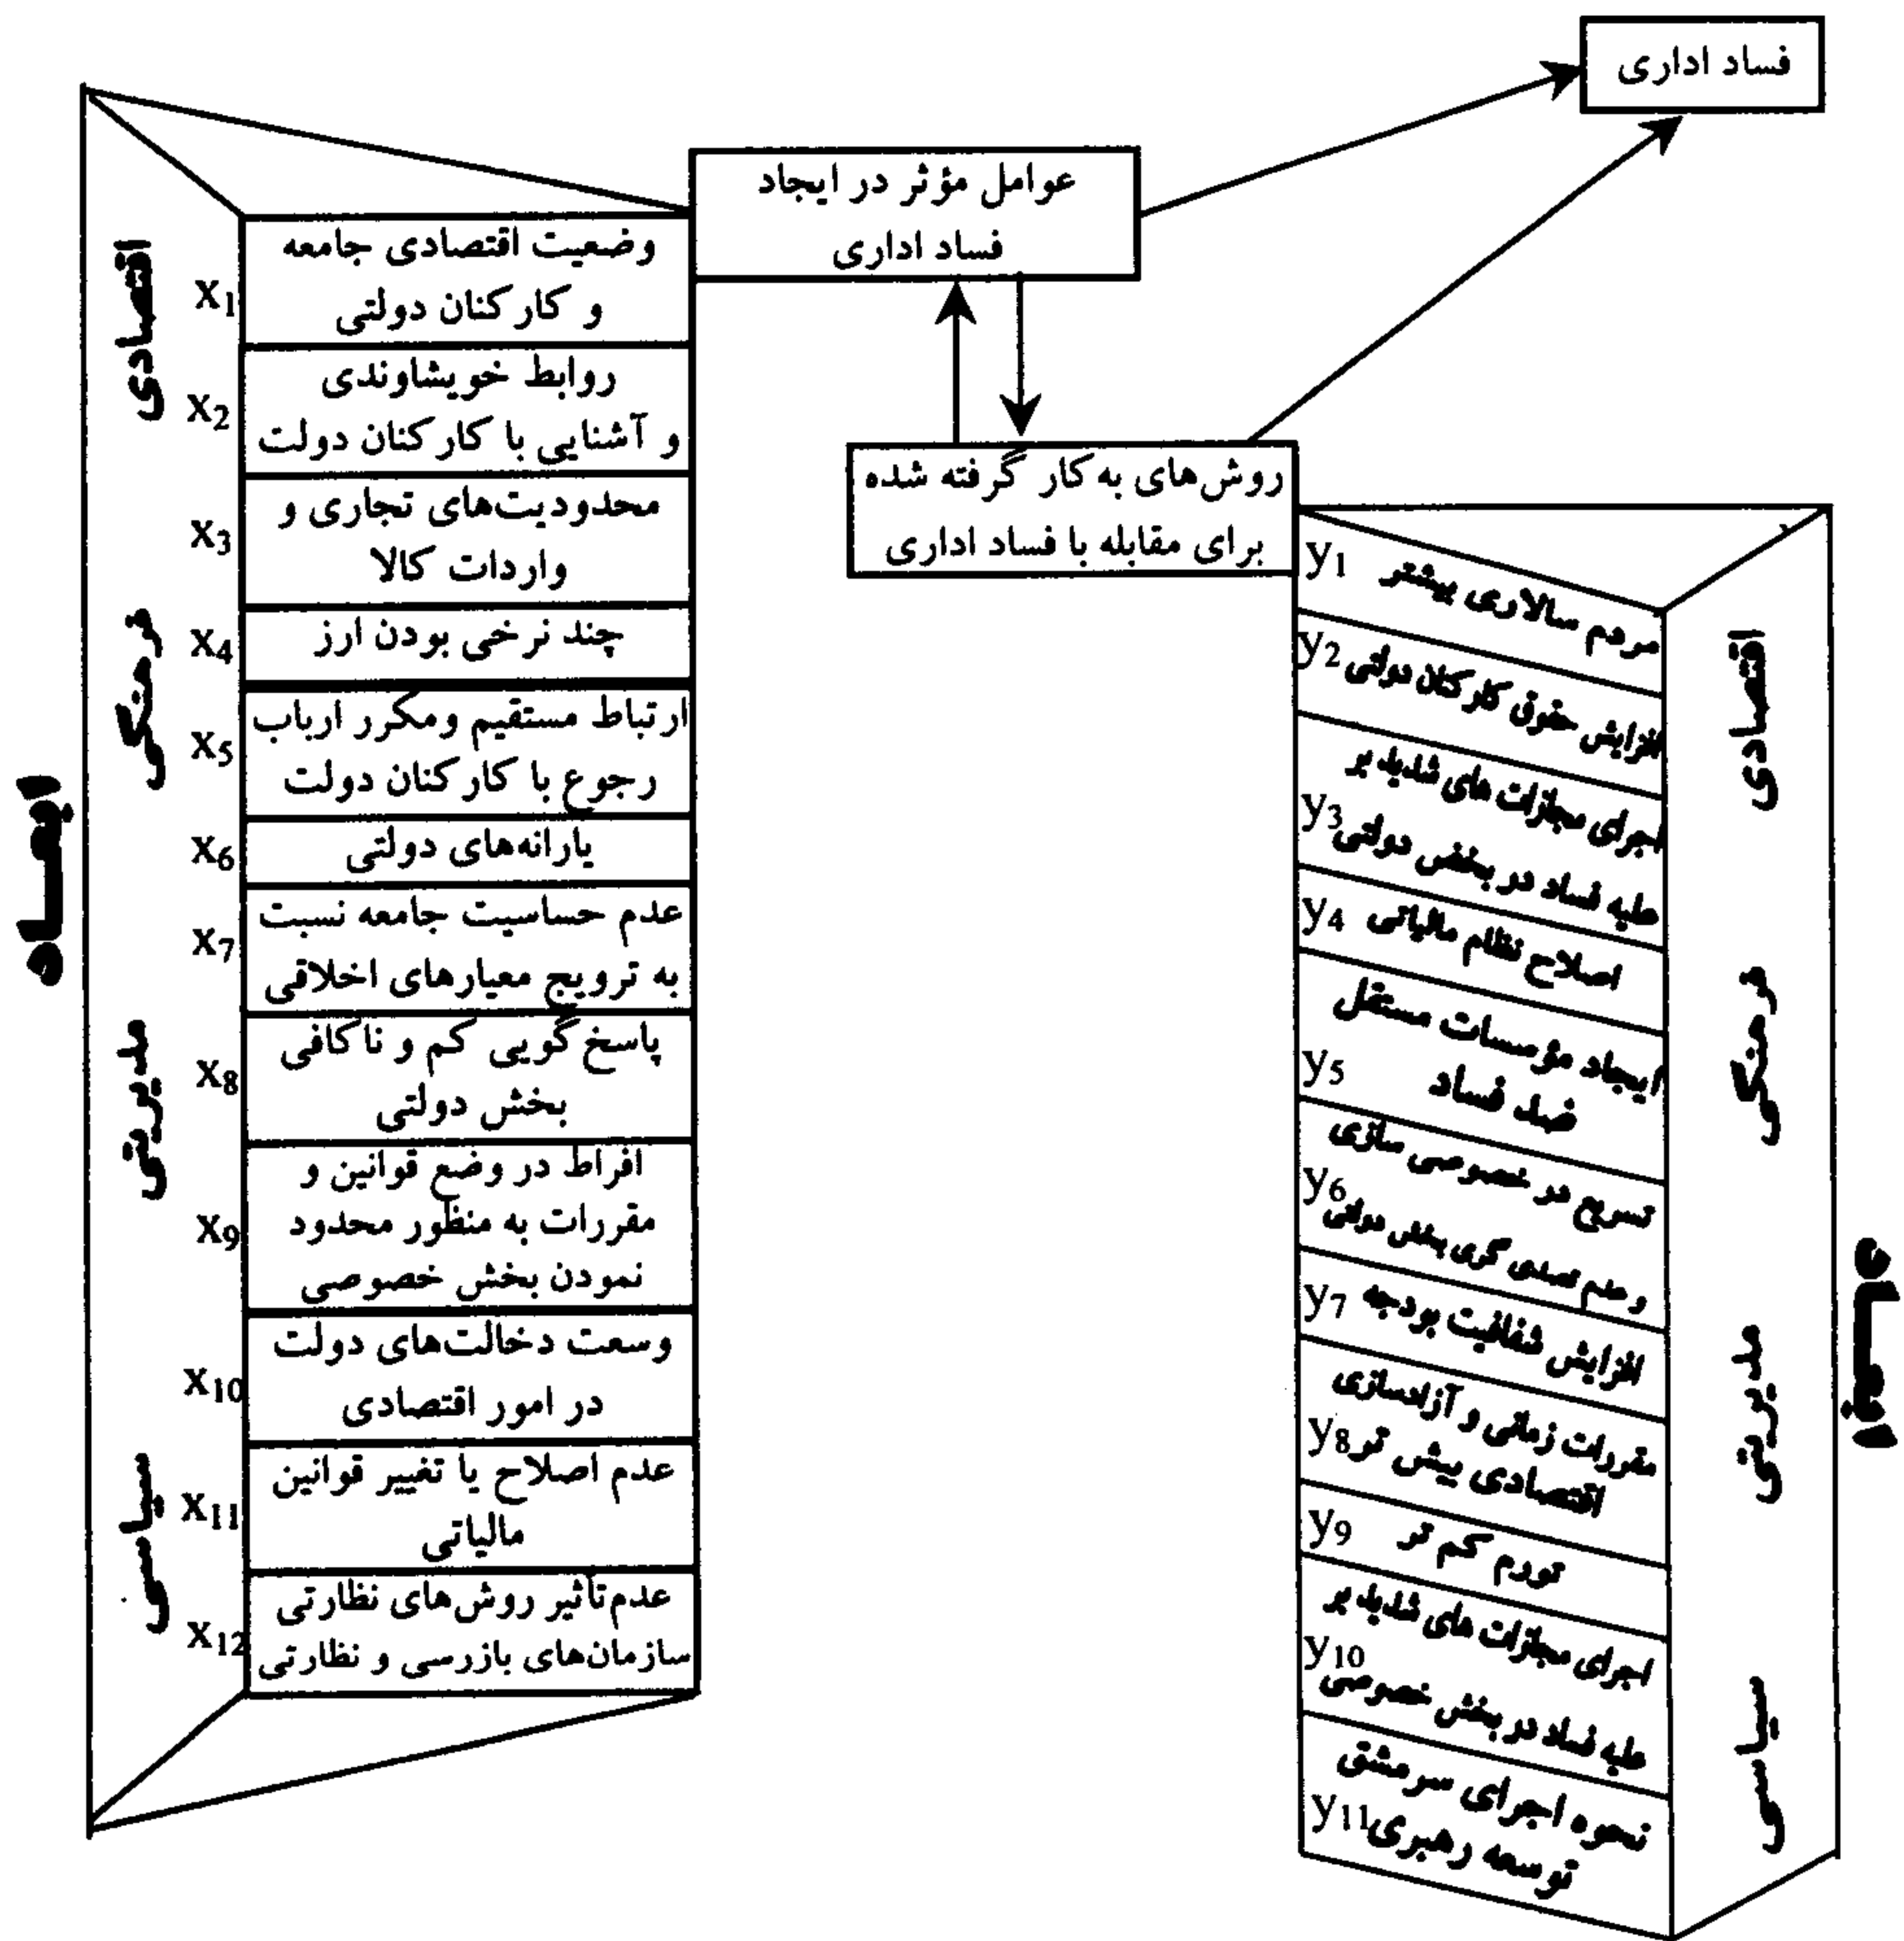 فساد اداری
عوامل مؤثر در ایجاد
فساد اداری
روش‌های به کار گرفته شده
برای مقابله با فساد اداری
ابعاد
اقتصادی
فرهنگی
مدیریتی
سیاسی
x1
وضعیت اقتصادی جامعه
و کارکنان دولتی
x2
روابط خویشاوندی
و آشنایی با کارکنان دولت
x3
محدودیت‌های تجاری و
واردات کالا
x4
چند نرخی بودن ارز
x5
ارتباط مستقیم ومکرر ارباب
رجوع با کارکنان دولت
x6
یارانه‌های دولتی
x7
عدم حساسیت جامعه نسبت
به ترویج معیارهای اخلاقی
x8
پاسخ‌گویی کم و ناکافی
بخش دولتی
x9
افراط در وضع قوانین و
مقررات به منظور محدود
نمودن بخش خصوصی
x10
وسعت دخالت‌های دولت
در امور اقتصادی
x11
عدم اصلاح یا تغییر قوانین
مالیاتی
x12
عدم‌تأثیر روش‌های نظارتی
سازمان‌های بازرسی و نظارتی
y1
مردم سالاری بیشتر
y2
افزایش حقوق کارکنان دولتی
y3
اجرای مجازات های شدید بر
علیه فساد در بخش دولتی
y4
اصلاح نظام مالیاتی
y5
ایجاد مؤسسات مستقل
ضد فساد
y6
تسریع در خصوصی سازی
و عدم تصدی گری بخش دولتی
y7
افزایش شفافیت بودجه
y8
مقررات زمانی و آزادسازی
اقتصادی بیش تر
y9
تورم کم تر
y10
اجرای مجازات های شدید بر
علیه فساد در بخش خصوصی
y11
نحوه اجرای سرمشق
توسعه رهبری
اقتصادی
فرهنگی
مدیریتی
سیاسی